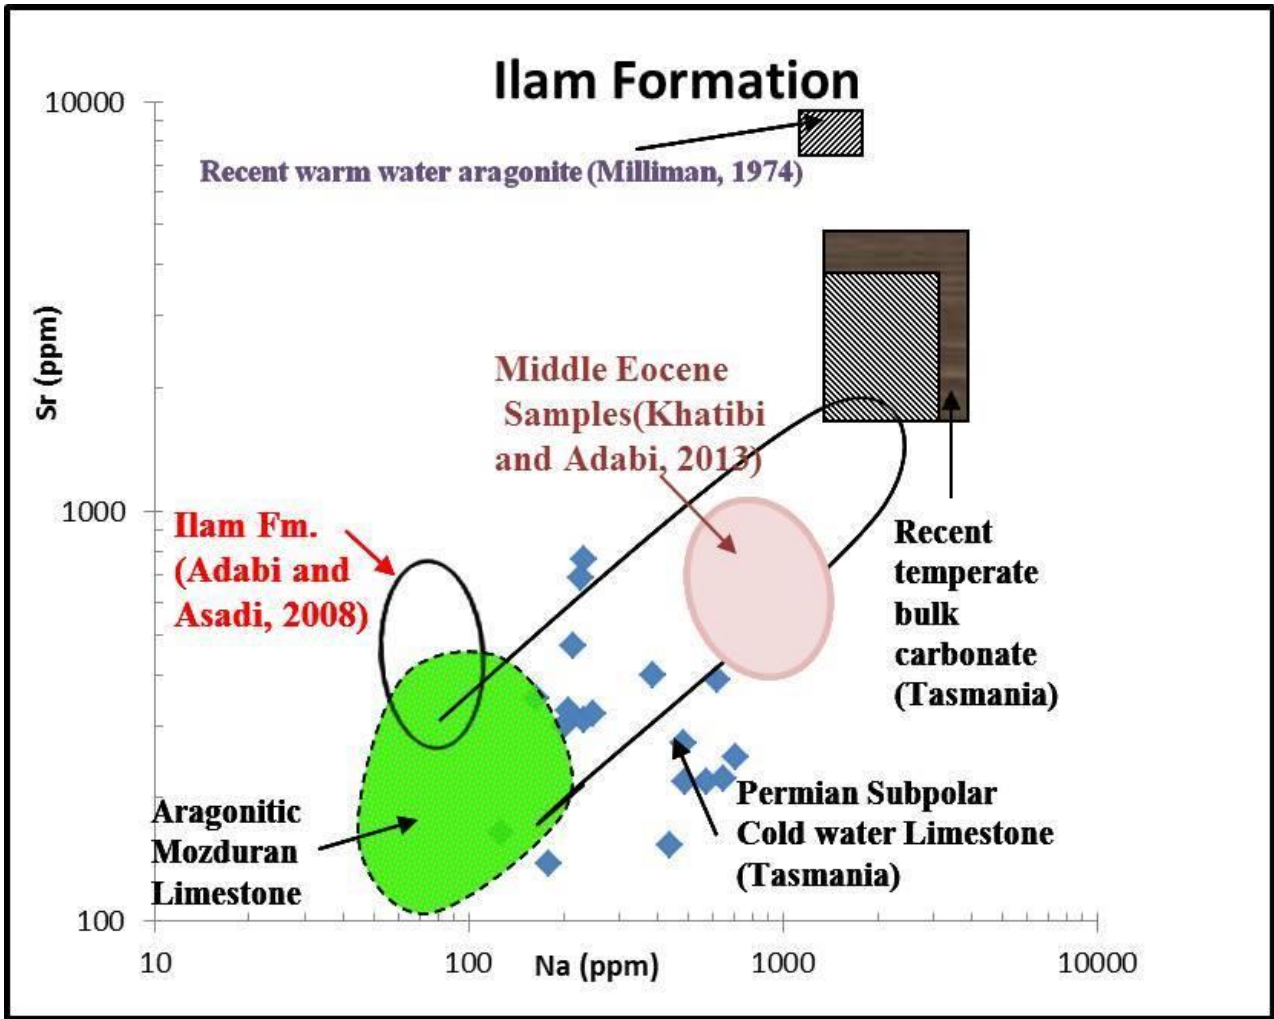 Ilam Formation
10000
Recent warm water aragonite (Milliman, 1974)
Sr (ppm)
Middle Eocene
Samples(Khatibi
and Adabi, 2013)
1000
Ilam Fm.
(Adabi and
Asadi, 2008)
Recent
temperate
bulk
carbonate
(Tasmania)
Aragonitic
Mozduran
Limestone
Permian Subpolar
Cold water Limestone
(Tasmania)
100
10
100
Na (ppm)
1000
10000